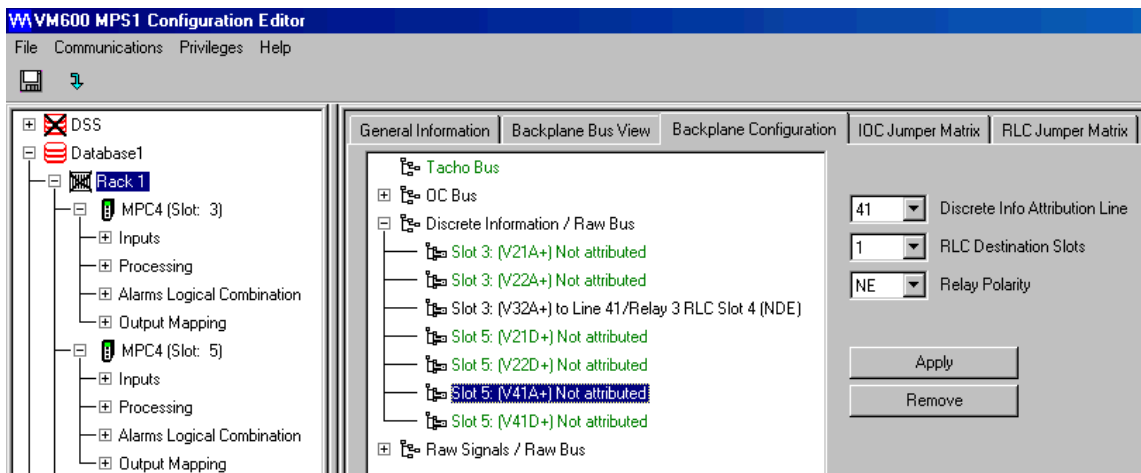 VM600 MPS1 Configuration Editor
File Communications Privileges Help
DSS
Database1
Rack 1
MPC4 (Slot: 3)
Inputs
Processing
Alarms Logical Combination
Output Mapping
MPC4 (Slot: 5)
Inputs
Processing
Alarms Logical Combination
Output Mapping
General Information Backplane Bus View Backplane Configuration IOC Jumper Matrix RLC Jumper Matrix
Tacho Bus
OC Bus
Discrete Information / Raw Bus
Slot 3: (V21A+) Not attributed
Slot 3: (V22A+) Not attributed
Slot 3: (V32A+) to Line 41/Relay 3 RLC Slot 4 (NDE)
Slot 5: (V21D+) Not attributed
Slot 5: (V22D+) Not attributed
Slot 5: (V41A+) Not attributed
Slot 5: (V41D+) Not attributed
Raw Signals / Raw Bus
41 Discrete Info Attribution Line
1 RLC Destination Slots
NE Relay Polarity
Apply
Remove